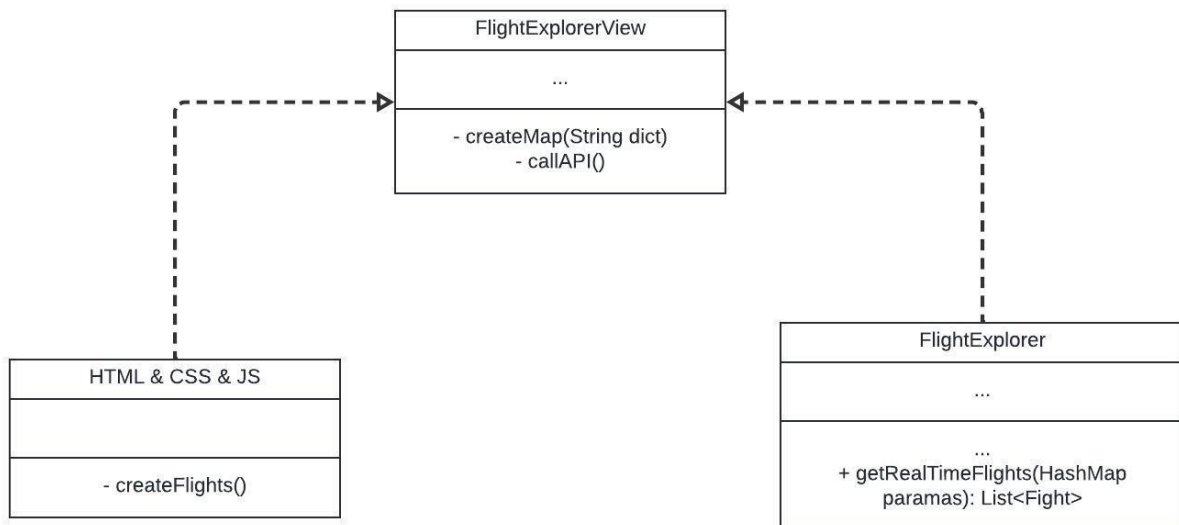 FlightExplorerView
...
- createMap(String dict)
- callAPI()
HTML & CSS & JS
- createFlights()
FlightExplorer
...
...
+ getRealTimeFlights(HashMap
paramas): List<Fight>